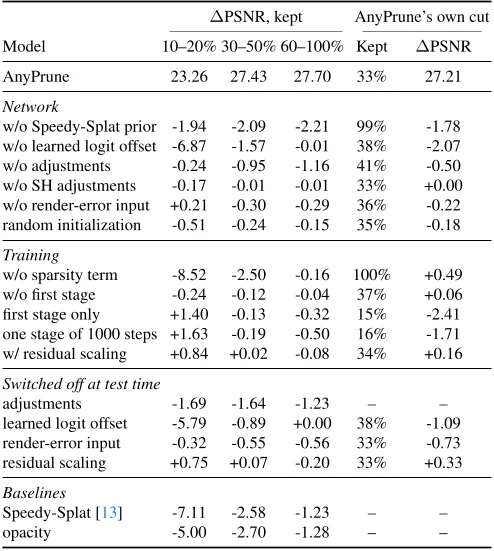 ΔPSNR, kept AnyPrune's own cut
Model 10–20% 30–50% 60–100% Kept ΔPSNR
AnyPrune 23.26 27.43 27.70 33% 27.21
Network
w/o Speedy-Splat prior -1.94 -2.09 -2.21 99% -1.78
w/o learned logit offset -6.87 -1.57 -0.01 38% -2.07
w/o adjustments -0.24 -0.95 -1.16 41% -0.50
w/o SH adjustments -0.17 -0.01 -0.01 33% +0.00
w/o render-error input +0.21 -0.30 -0.29 36% -0.22
random initialization -0.51 -0.24 -0.15 35% -0.18
Training
w/o sparsity term -8.52 -2.50 -0.16 100% +0.49
w/o first stage -0.24 -0.12 -0.04 37% +0.06
first stage only +1.40 -0.13 -0.32 15% -2.41
one stage of 1000 steps +1.63 -0.19 -0.50 16% -1.71
w/ residual scaling +0.84 +0.02 -0.08 34% +0.16
Switched off at test time
adjustments -1.69 -1.64 -1.23 – –
learned logit offset -5.79 -0.89 +0.00 38% -1.09
render-error input -0.32 -0.55 -0.56 33% -0.73
residual scaling +0.75 +0.07 -0.20 33% +0.33
Baselines
Speedy-Splat [13] -7.11 -2.58 -1.23 – –
opacity -5.00 -2.70 -1.28 – –